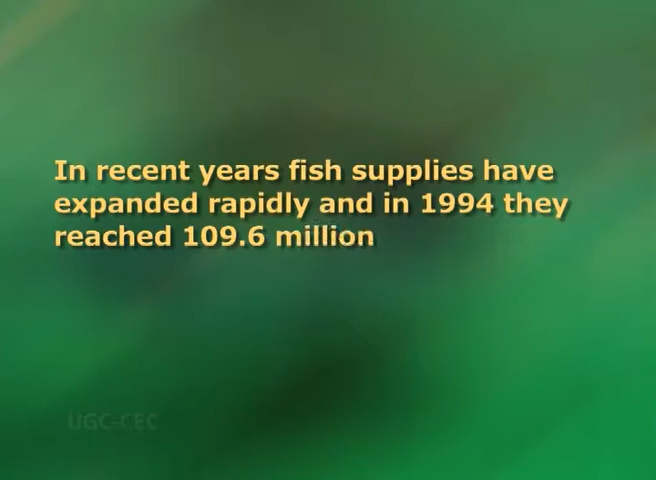 In recent years fish supplies have
expanded rapidly and in 1994 they
reached 109.6 million
UGC-CEC